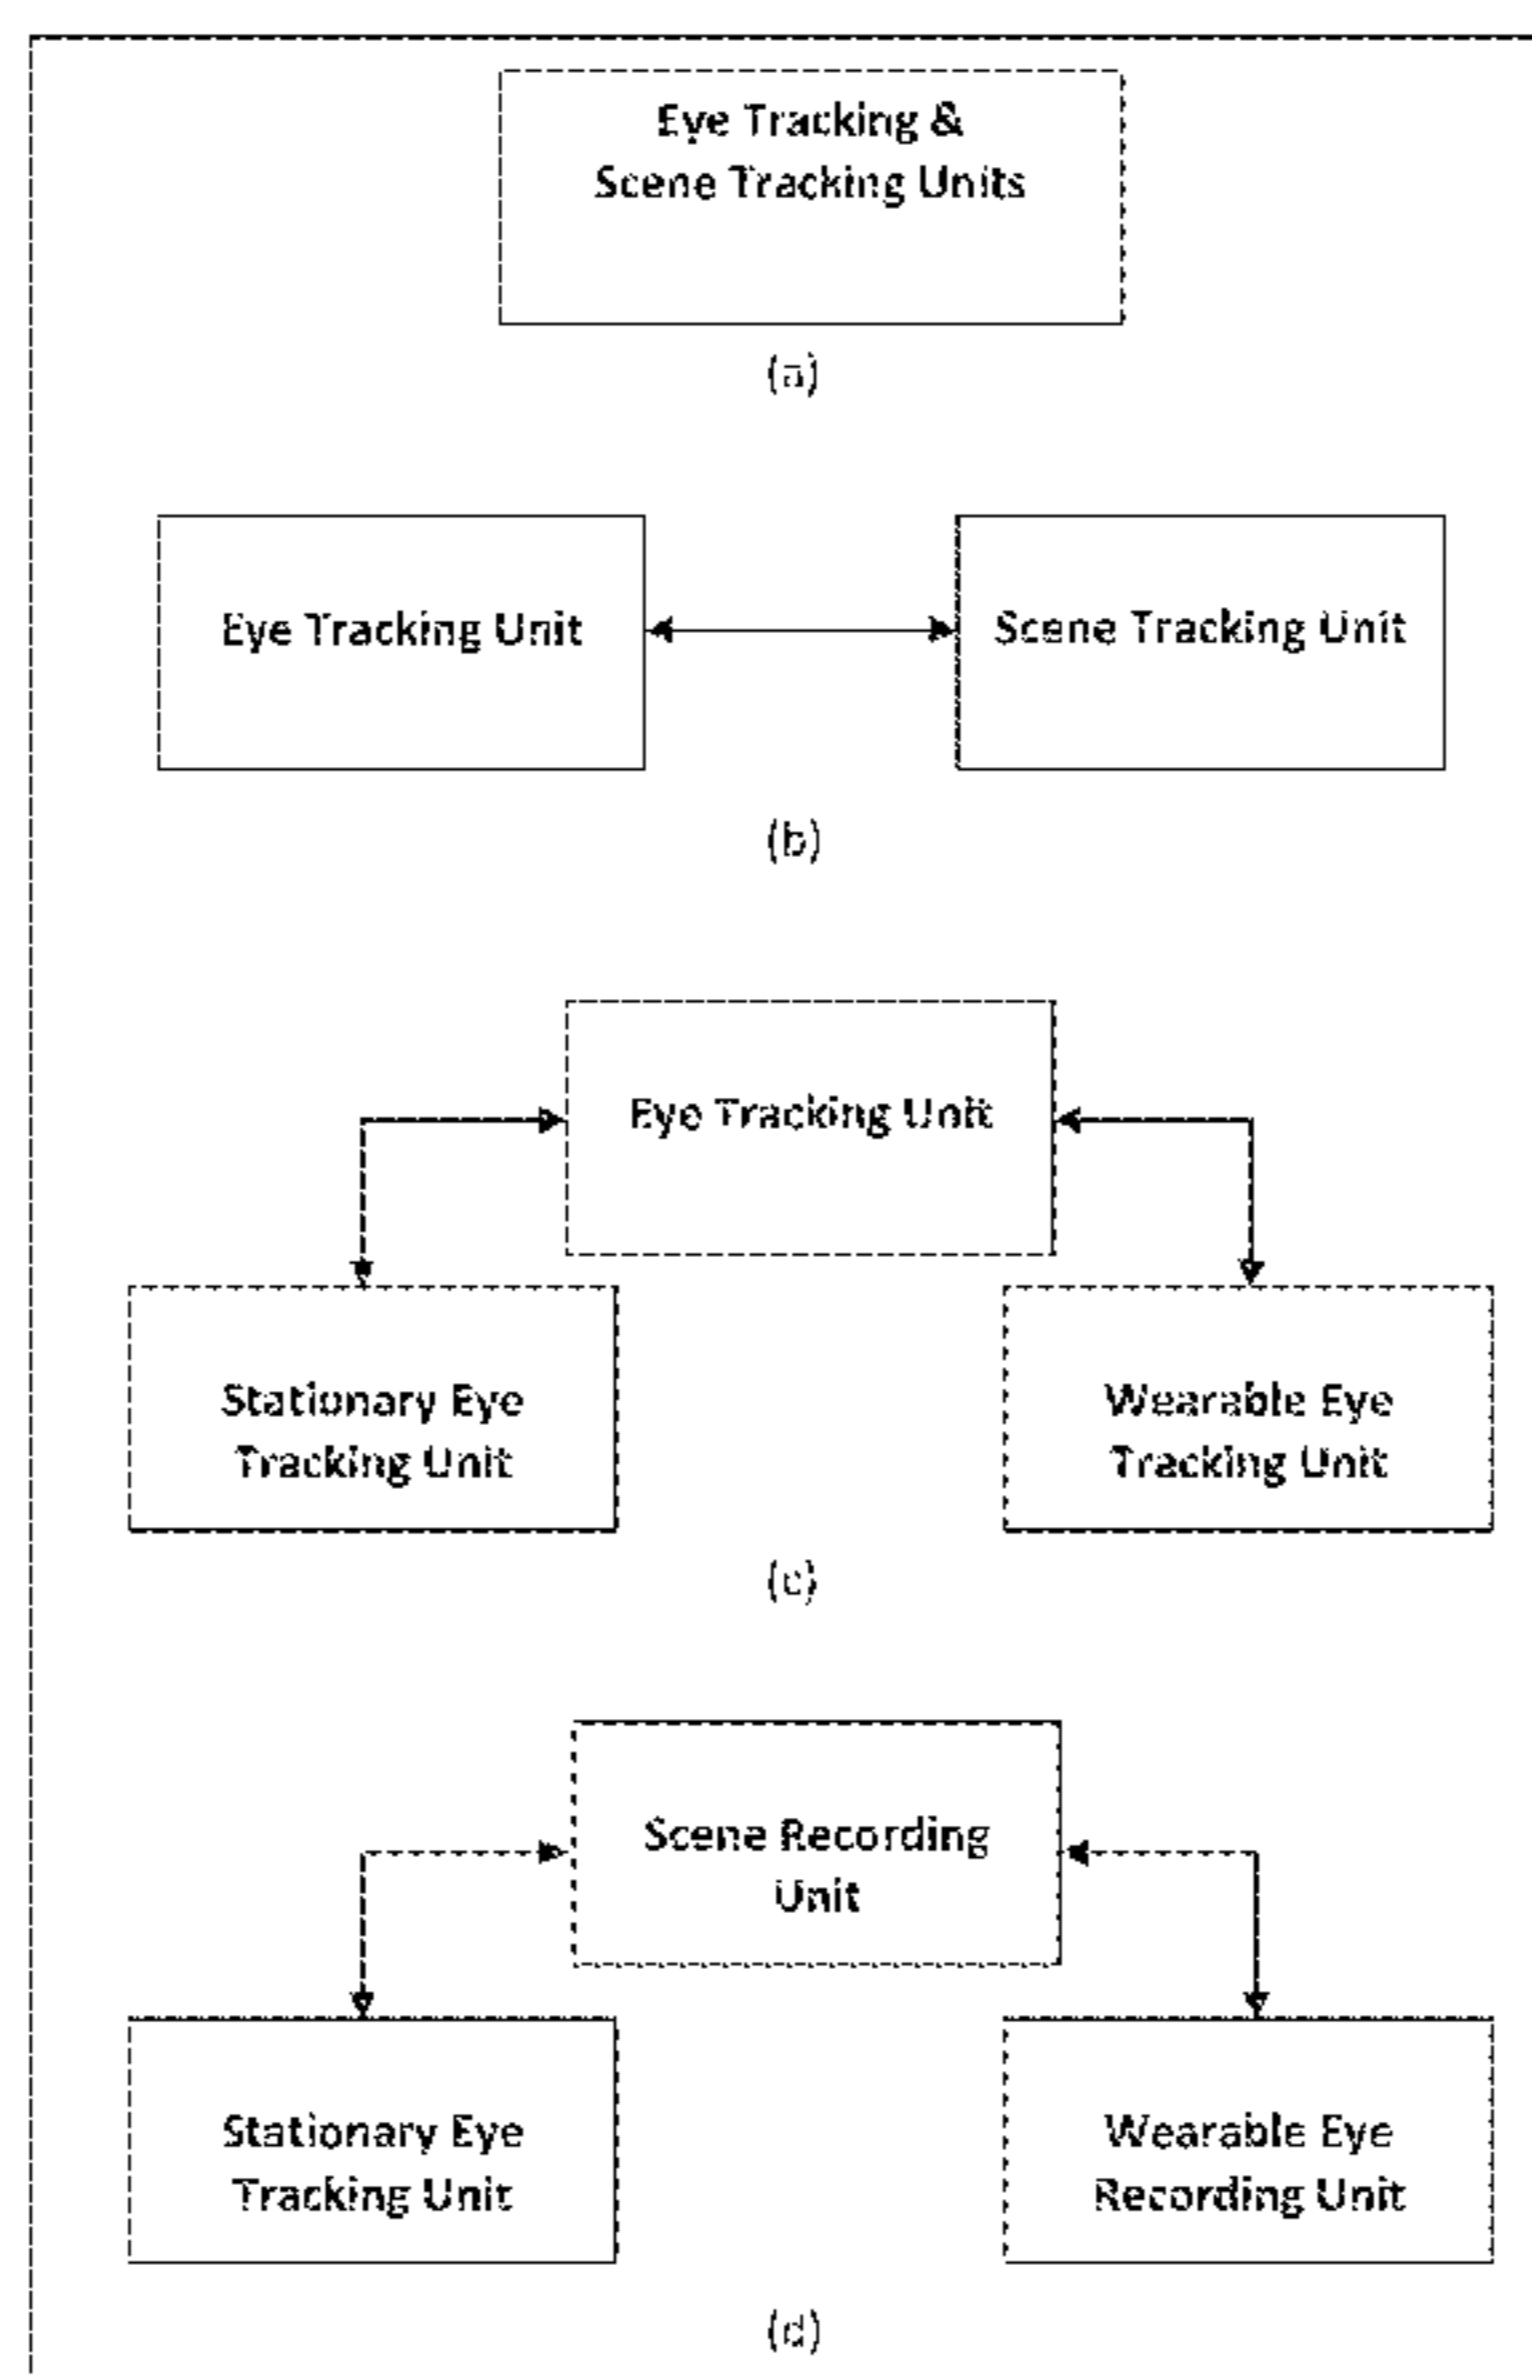 Eye Tracking &
Scene Tracking Units
(a)
Eye Tracking Unit
Scene Tracking Unit
(b)
Eye Tracking Unit
Stationary Eye
Tracking Unit
Wearable Eye
Tracking Unit
(c)
Scene Recording
Unit
Stationary Eye
Tracking Unit
Wearable Eye
Recording Unit
(d)